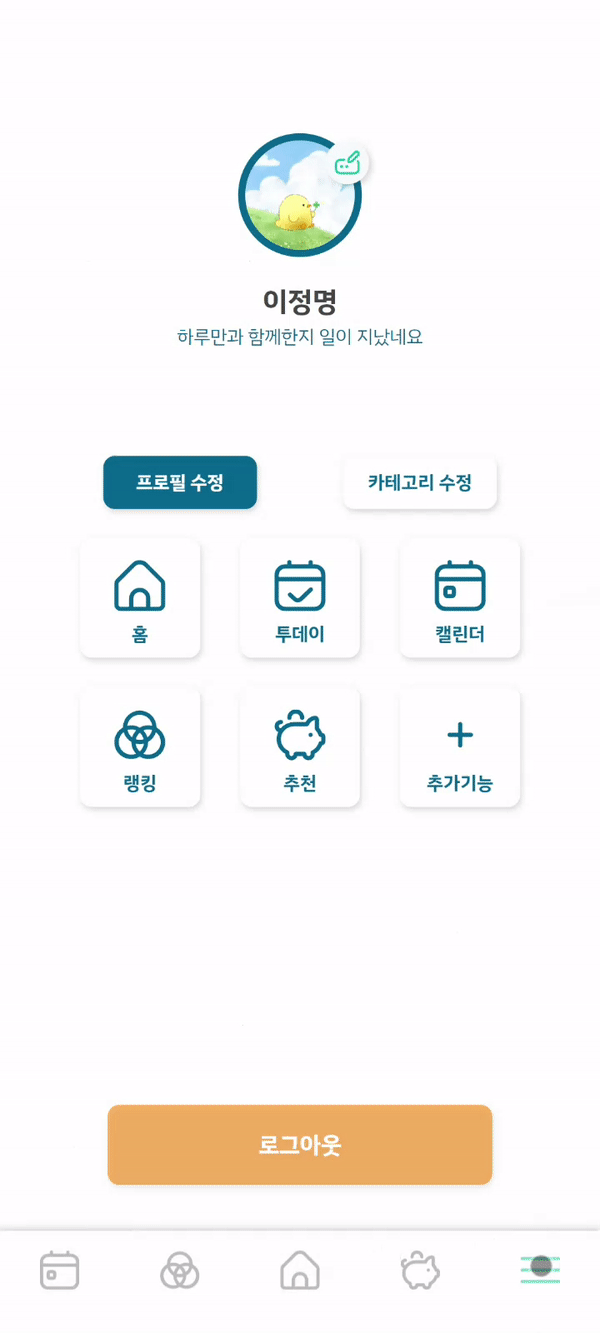 이정명
하루만과 함께한지 일이 지났네요
프로필 수정
카테고리 수정
홈
투데이
캘린더
랭킹
추천
추가기능
로그아웃